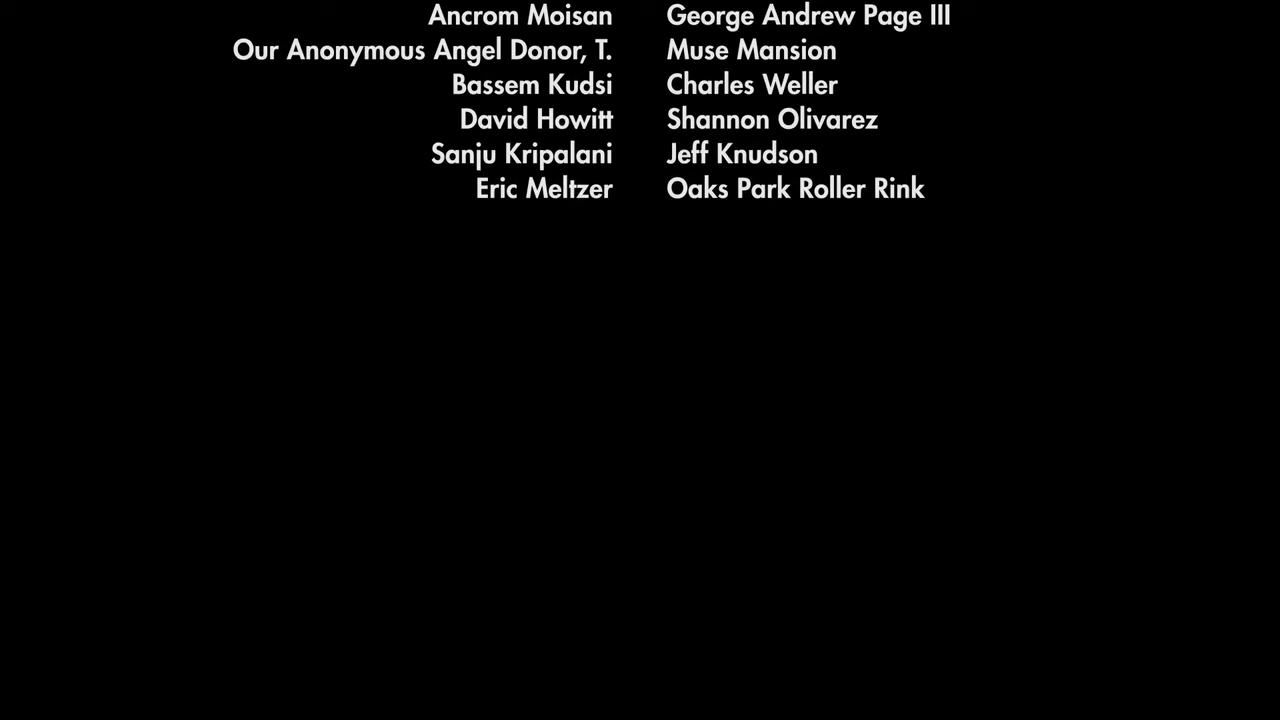 Ancrom Moisan George Andrew Page III
Our Anonymous Angel Donor, T. Muse Mansion
Bassem Kudsi Charles Weller
David Howitt Shannon Olivarez
Sanju Kripalani Jeff Knudson
Eric Meltzer Oaks Park Roller Rink